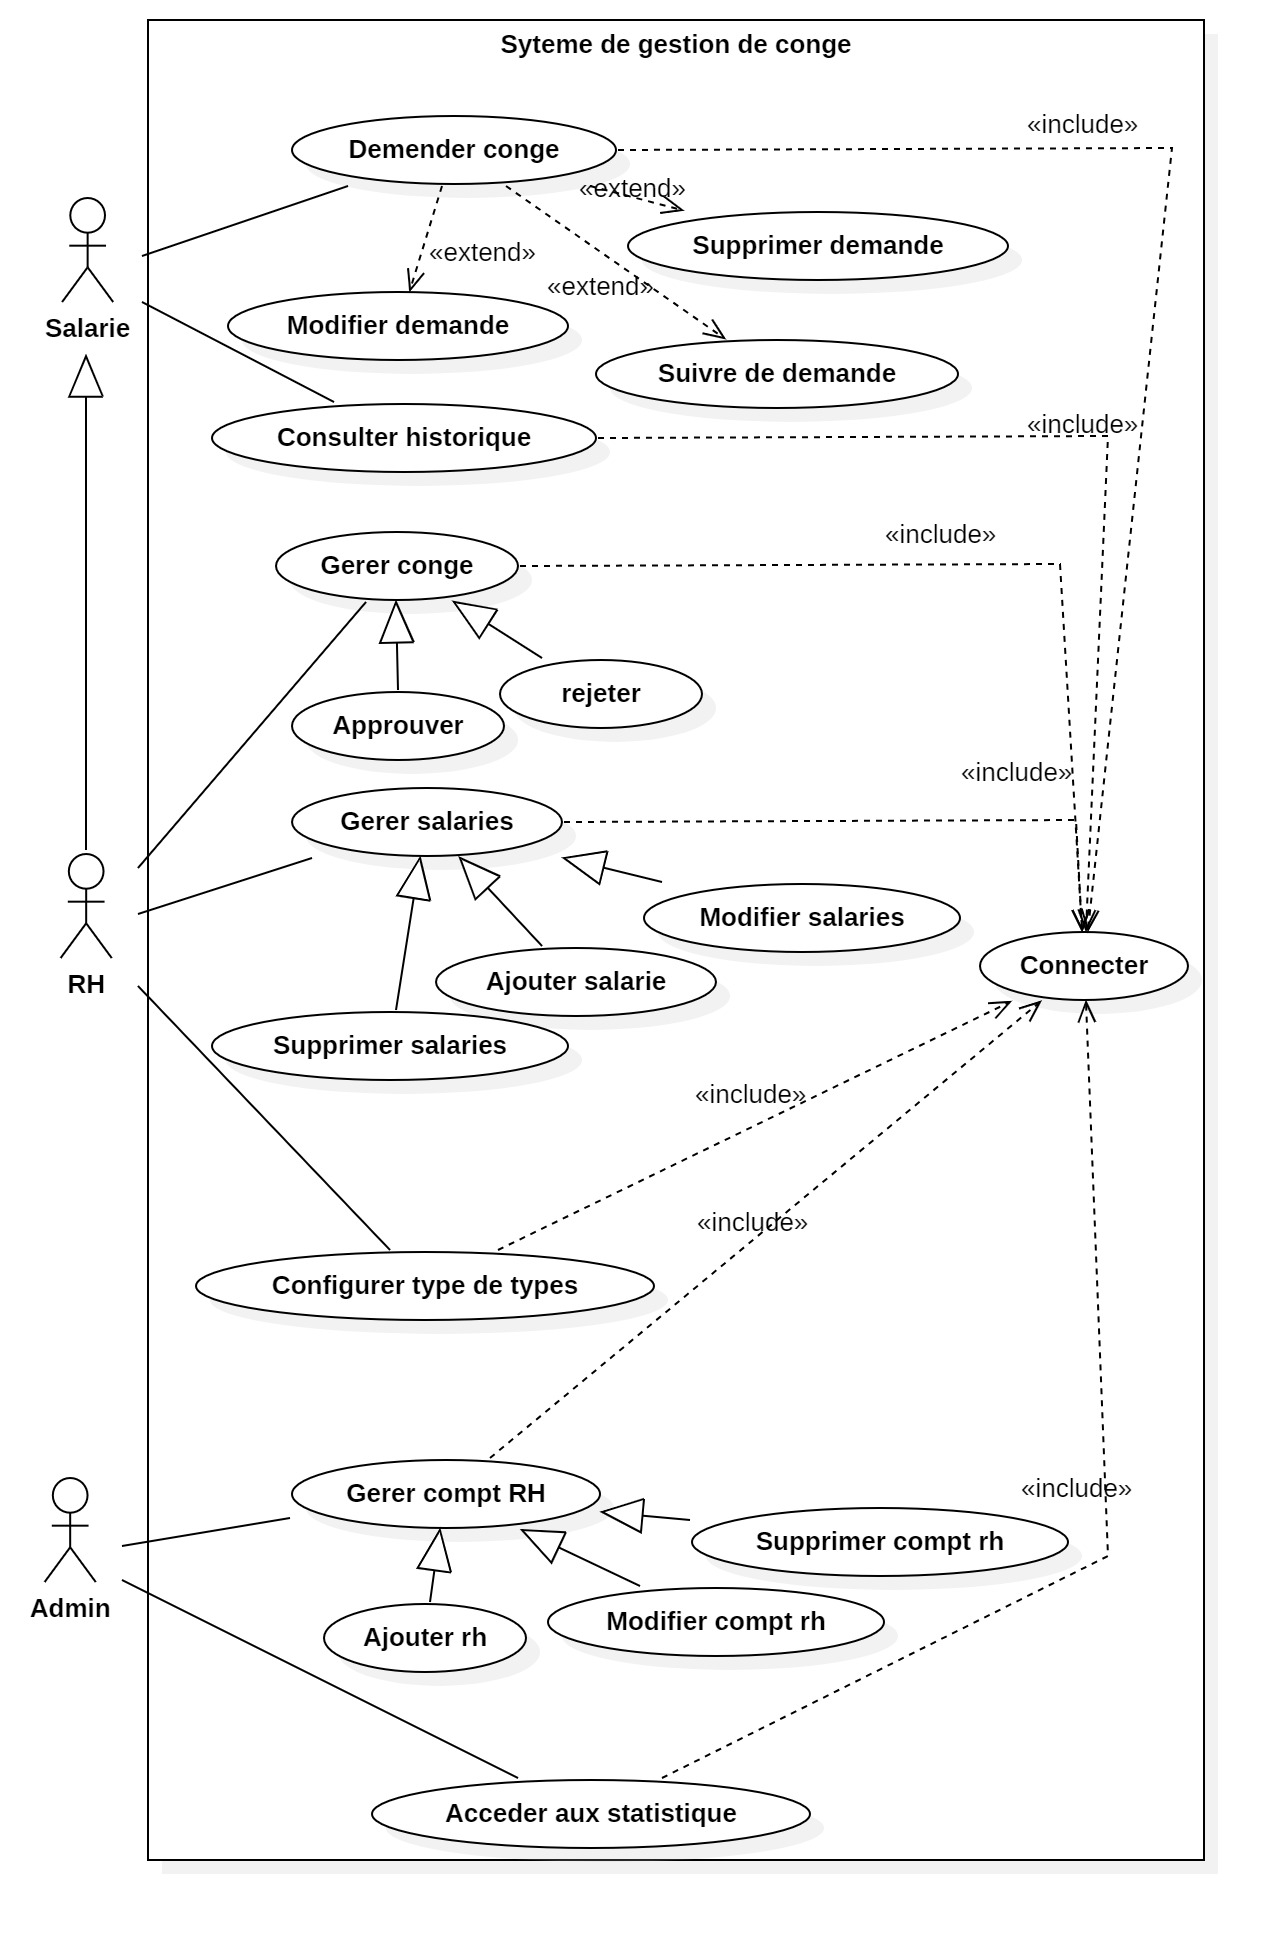 Syteme de gestion de conge
«include»
Demender conge
«extend»
Supprimer demande
«extend»
«extend»
Salarie
Modifier demande
Suivre de demande
«include»
Consulter historique
«include»
Gerer conge
rejeter
Approuver
«include»
Gerer salaries
Modifier salaries
Connecter
Ajouter salarie
RH
Supprimer salaries
«include»
«include»
Configurer type de types
«include»
Gerer compt RH
Supprimer compt rh
Admin
Modifier compt rh
Ajouter rh
Acceder aux statistique